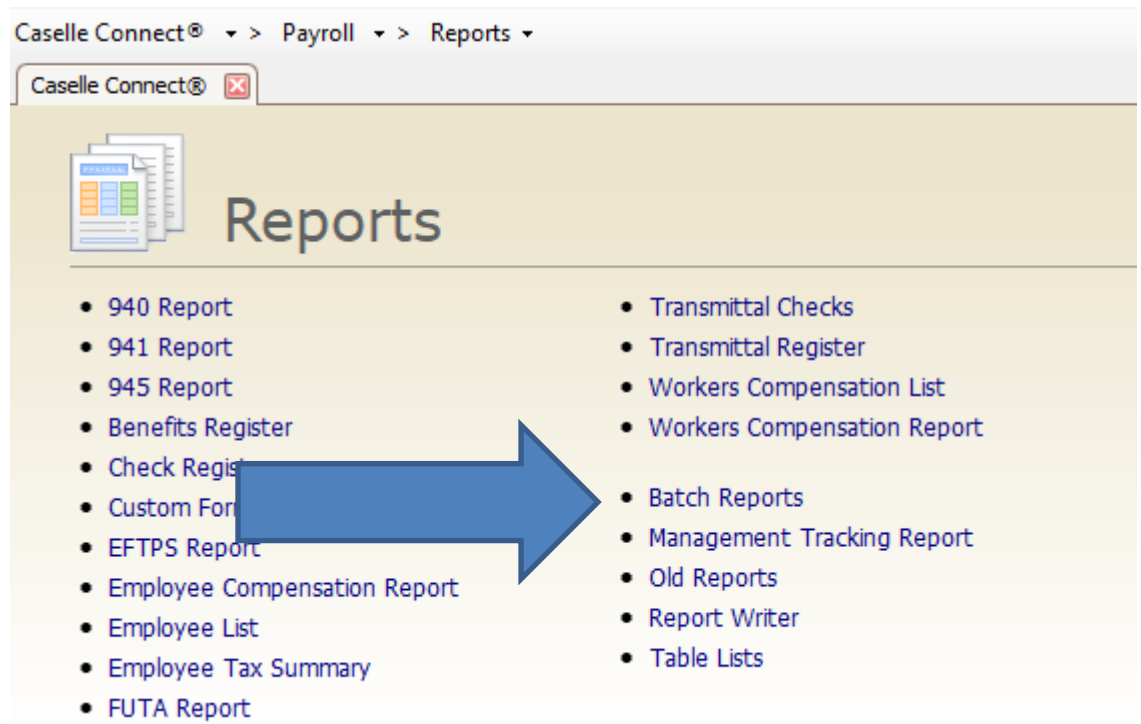 Caselle Connect® > Payroll > Reports
Caselle Connect®
Reports
• 940 Report
• 941 Report
• 945 Report
• Benefits Register
• Check
• Custom
• EFTPS Report
• Employee Compensation Report
• Employee List
• Employee Tax Summary
• FUTA Report
• Transmittal Checks
• Transmittal Register
• Workers Compensation List
• Workers Compensation Report
• Batch Reports
• Management Tracking Report
• Old Reports
• Report Writer
• Table Lists